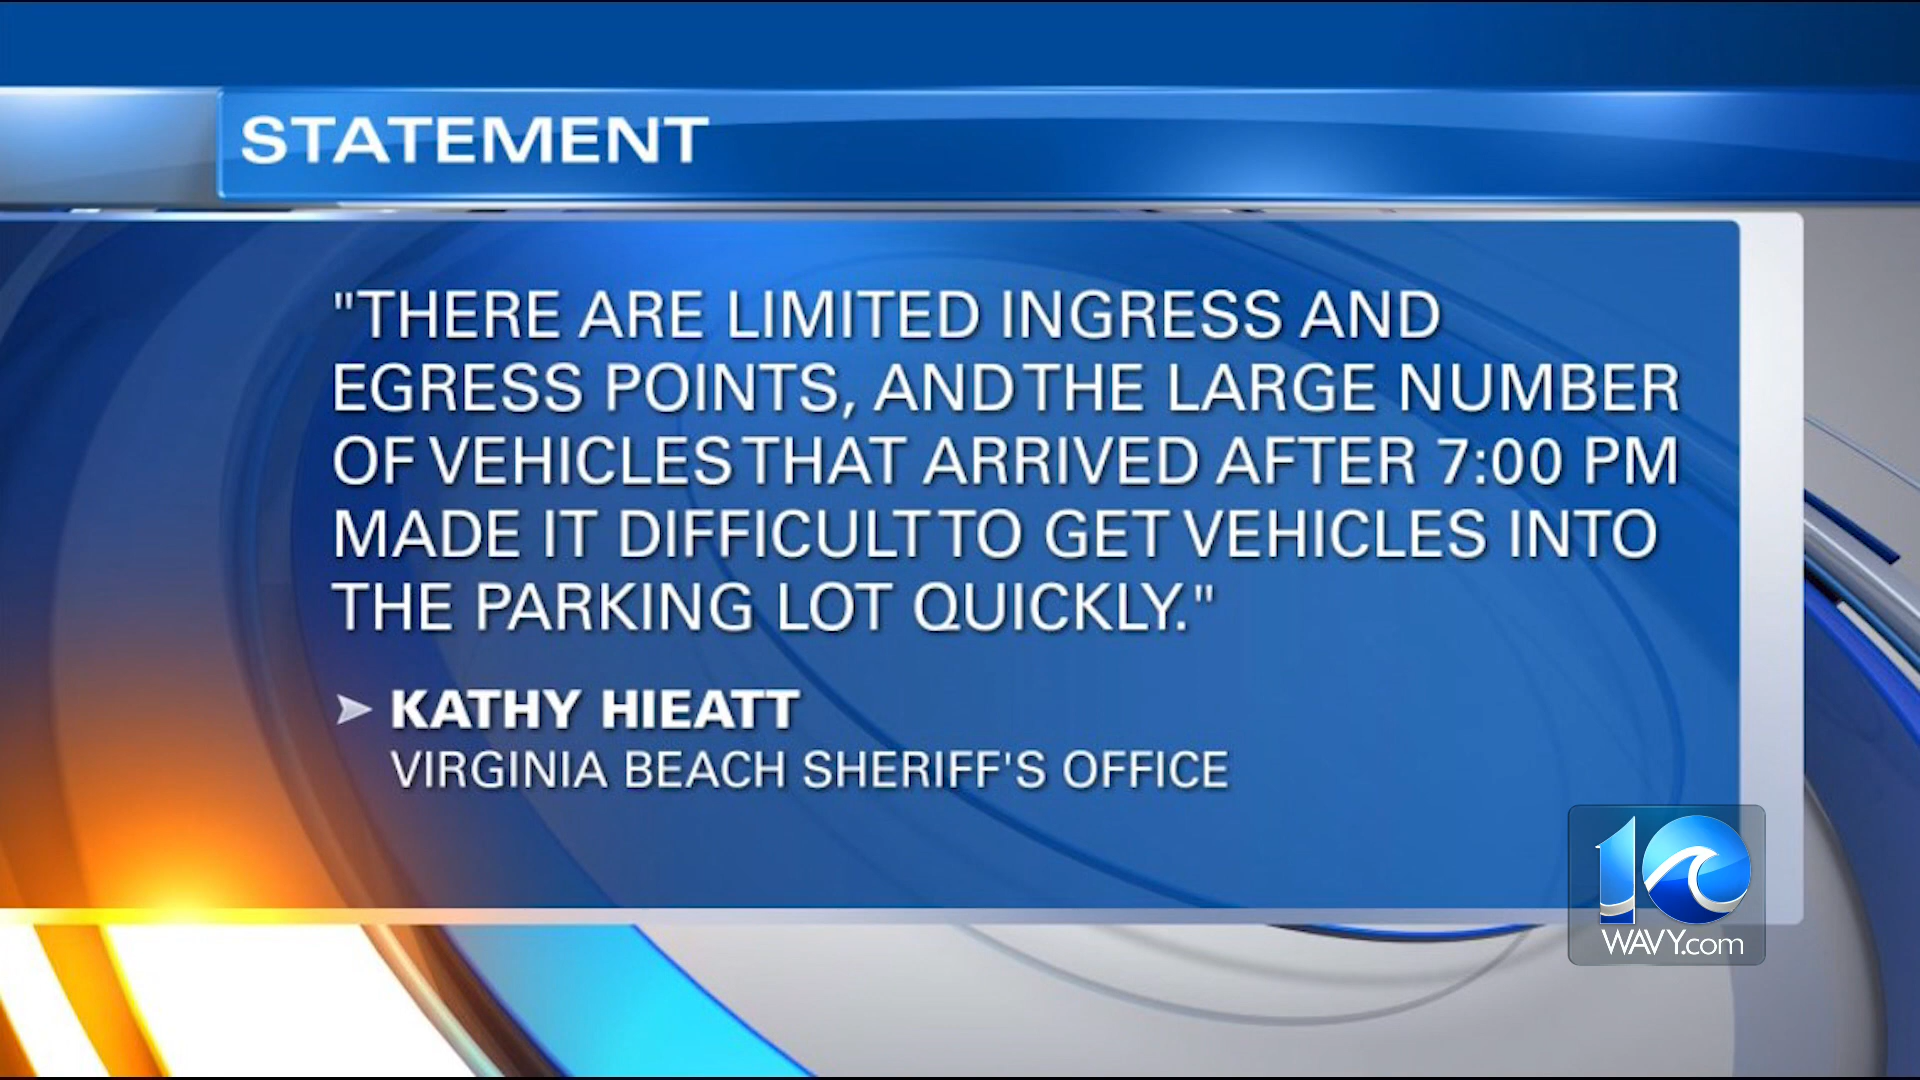 STATEMENT
"THERE ARE LIMITED INGRESS AND
EGRESS POINTS, AND THE LARGE NUMBER
OF VEHICLES THAT ARRIVED AFTER 7:00 PM
MADE IT DIFFICULT TO GET VEHICLES INTO
THE PARKING LOT QUICKLY."
➤ KATHY HIEATT
VIRGINIA BEACH SHERIFF'S OFFICE
10
WAVY.com